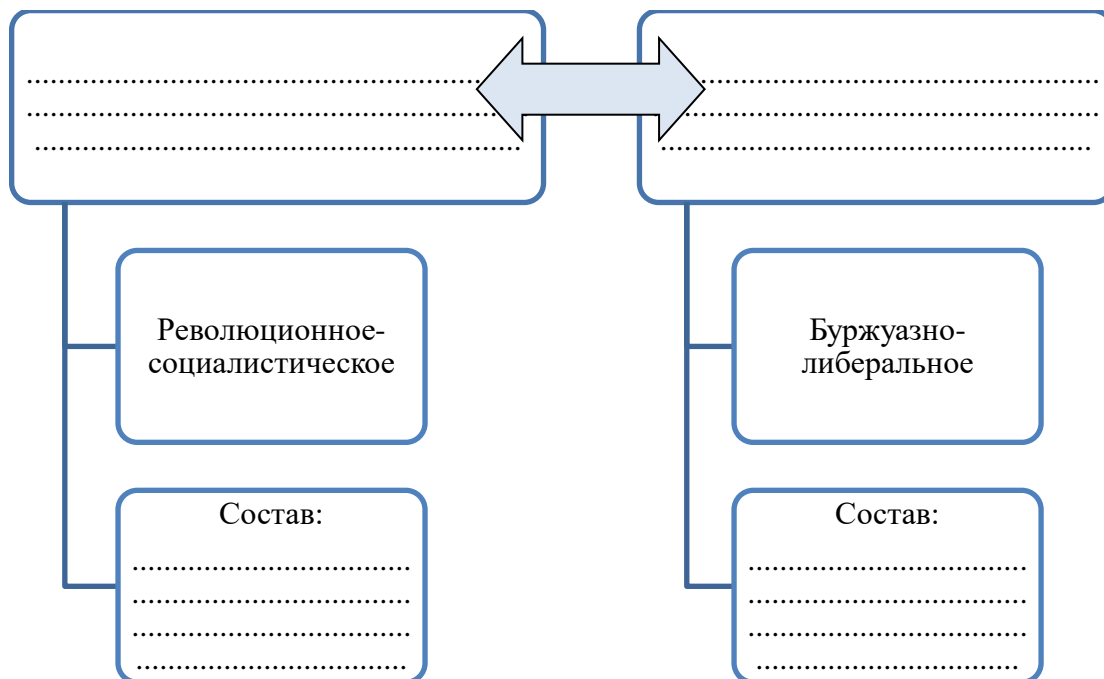 Революционное-
социалистическое
Буржуазно-
либеральное
Состав:
Состав: